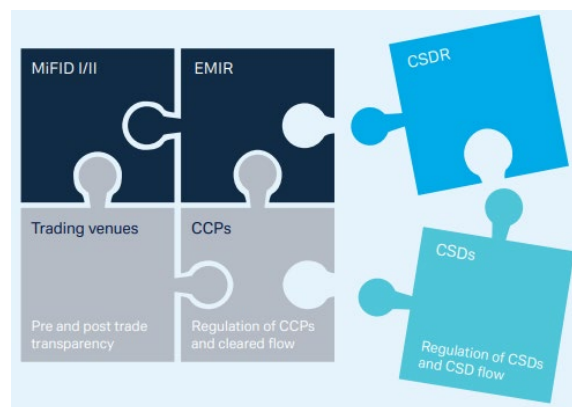 MiFID I/II
EMIR
CSDR
Trading venues
CCPs
CSDs
Pre and post trade
transparency
Regulation of CCPs
and cleared flow
Regulation of CSDs
and CSD flow